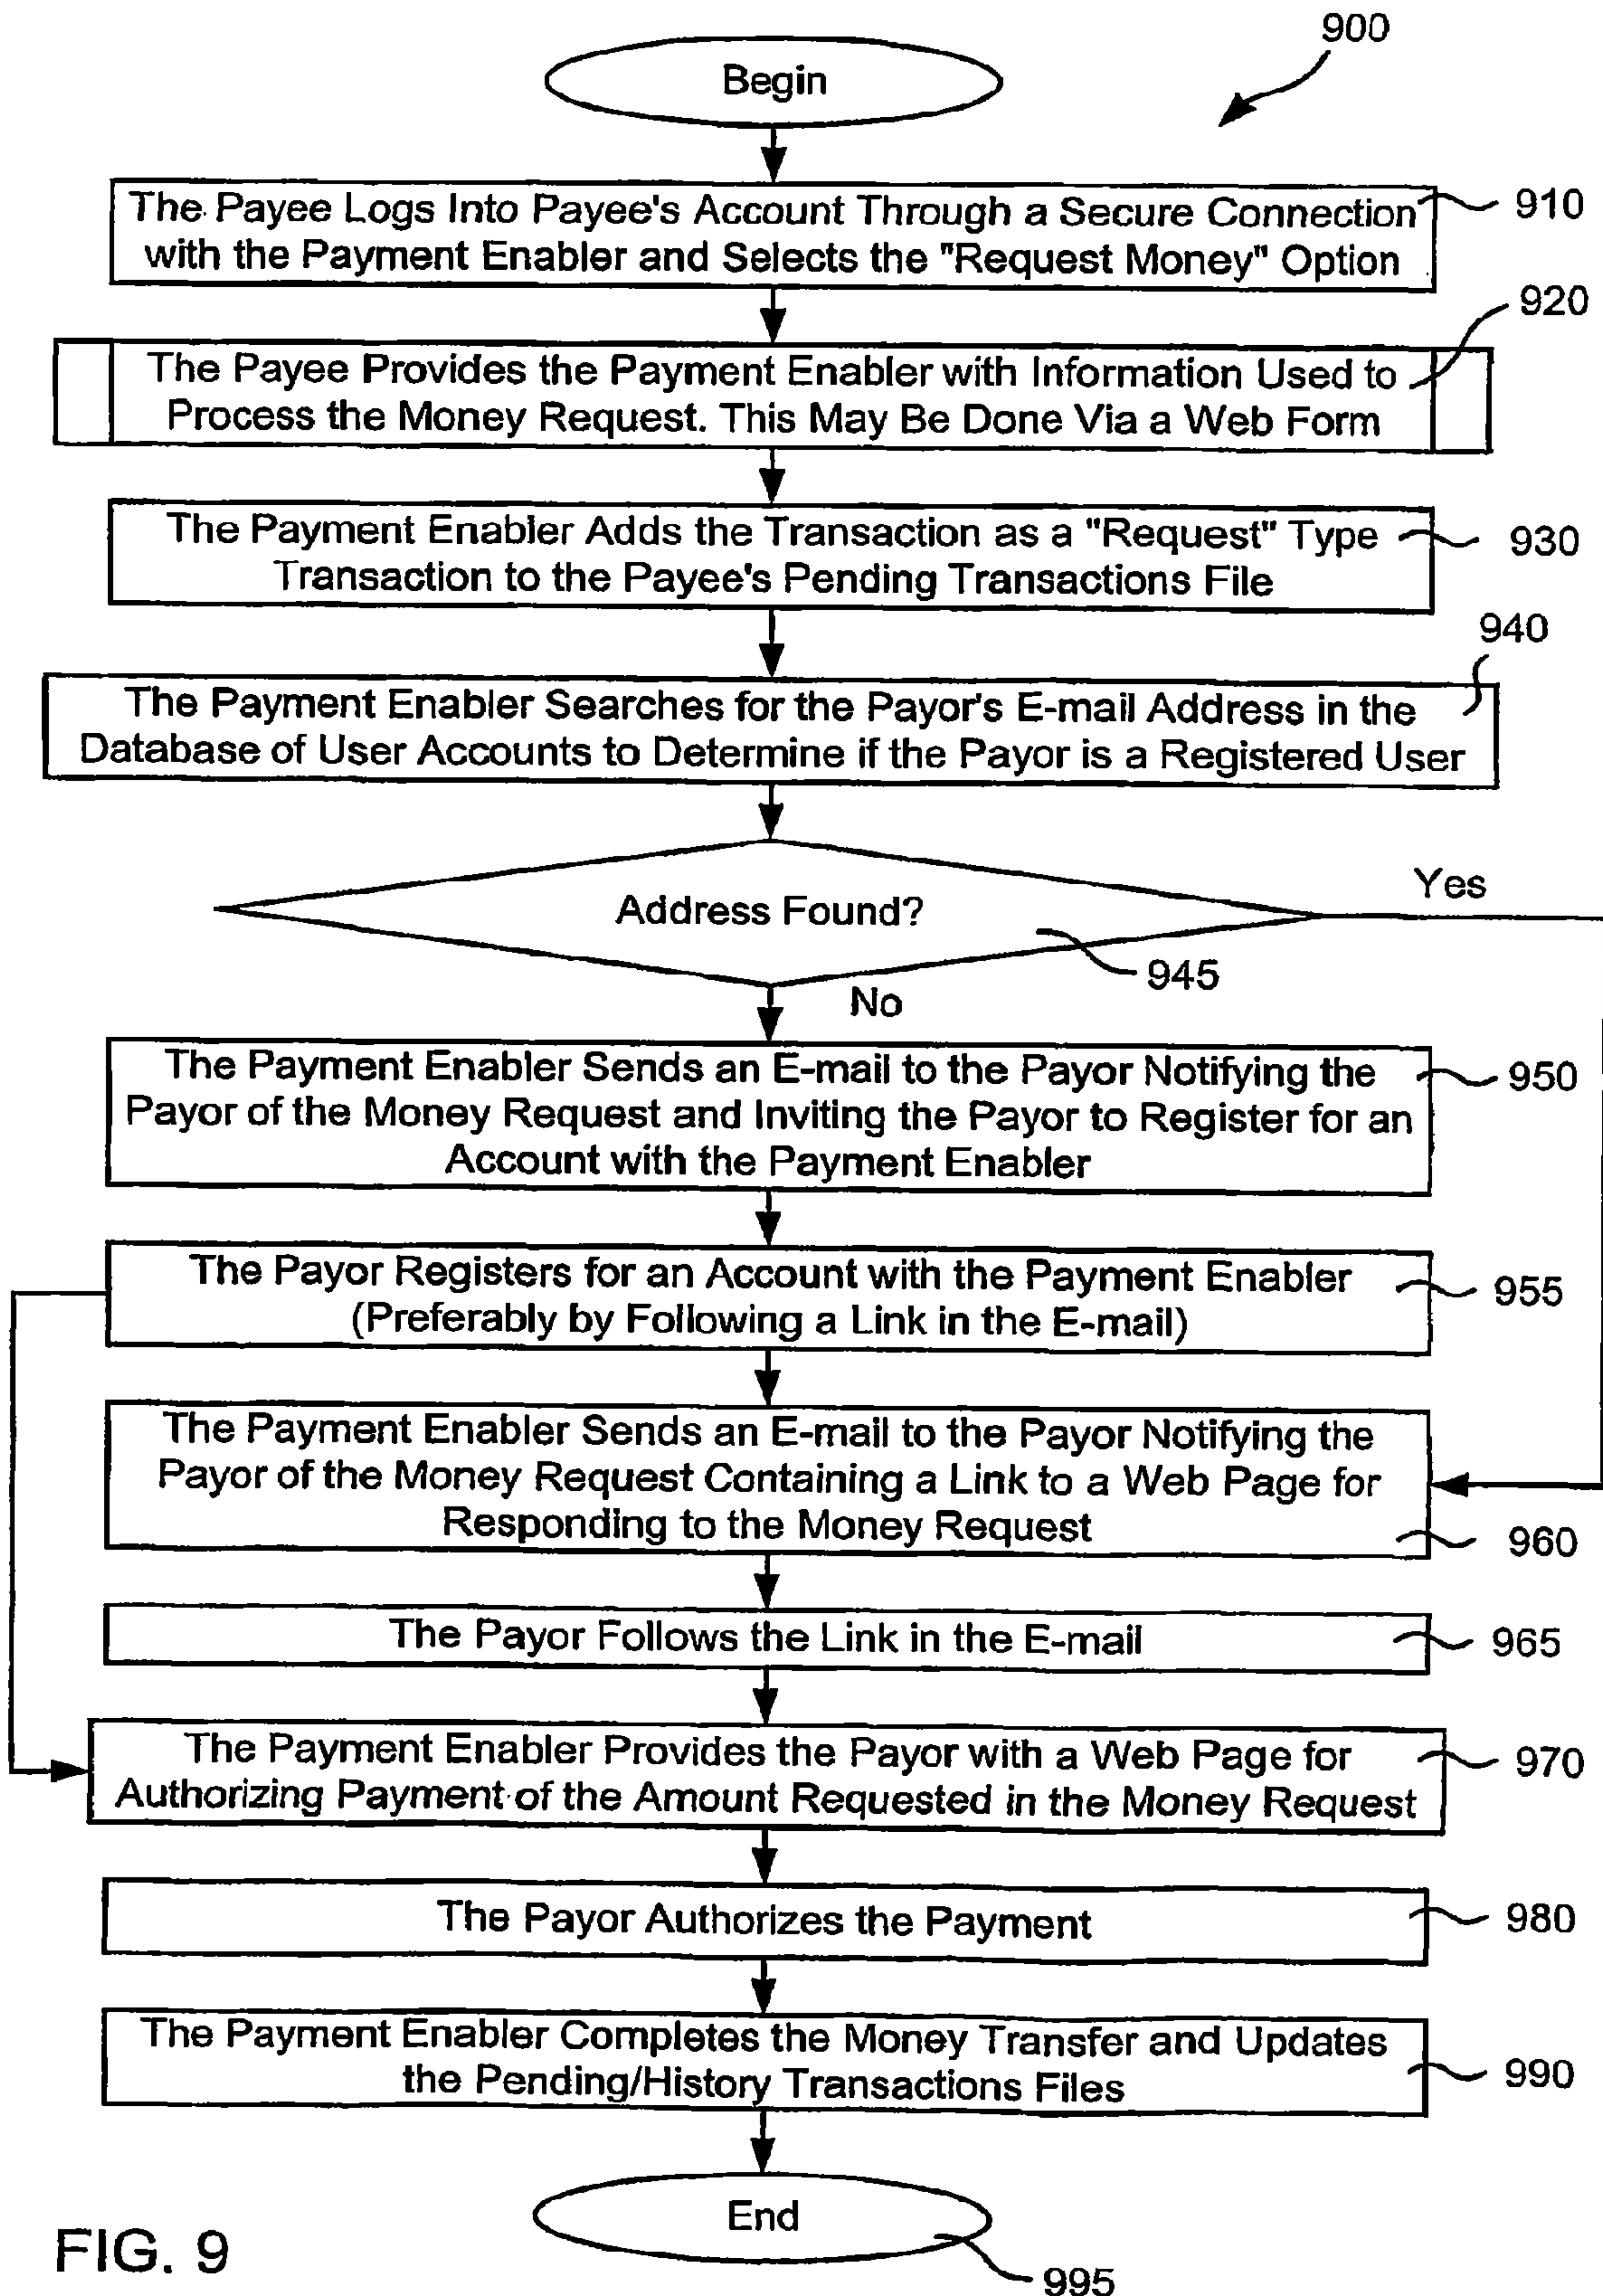 900
Begin
The Payee Logs Into Payee's Account Through a Secure Connection
with the Payment Enabler and Selects the "Request Money" Option
910
The Payee Provides the Payment Enabler with Information Used to
Process the Money Request. This May Be Done Via a Web Form
920
The Payment Enabler Adds the Transaction as a "Request" Type
Transaction to the Payee's Pending Transactions File
930
The Payment Enabler Searches for the Payor's E-mail Address in the
Database of User Accounts to Determine if the Payor is a Registered User
940
Address Found?
Yes
945
No
The Payment Enabler Sends an E-mail to the Payor Notifying the
Payor of the Money Request and Inviting the Payor to Register for an
Account with the Payment Enabler
950
The Payor Registers for an Account with the Payment Enabler
(Preferably by Following a Link in the E-mail)
955
The Payment Enabler Sends an E-mail to the Payor Notifying the
Payor of the Money Request Containing a Link to a Web Page for
Responding to the Money Request
960
The Payor Follows the Link in the E-mail
965
The Payment Enabler Provides the Payor with a Web Page for
Authorizing Payment of the Amount Requested in the Money Request
970
The Payor Authorizes the Payment
980
The Payment Enabler Completes the Money Transfer and Updates
the Pending/History Transactions Files
990
End
995
FIG. 9